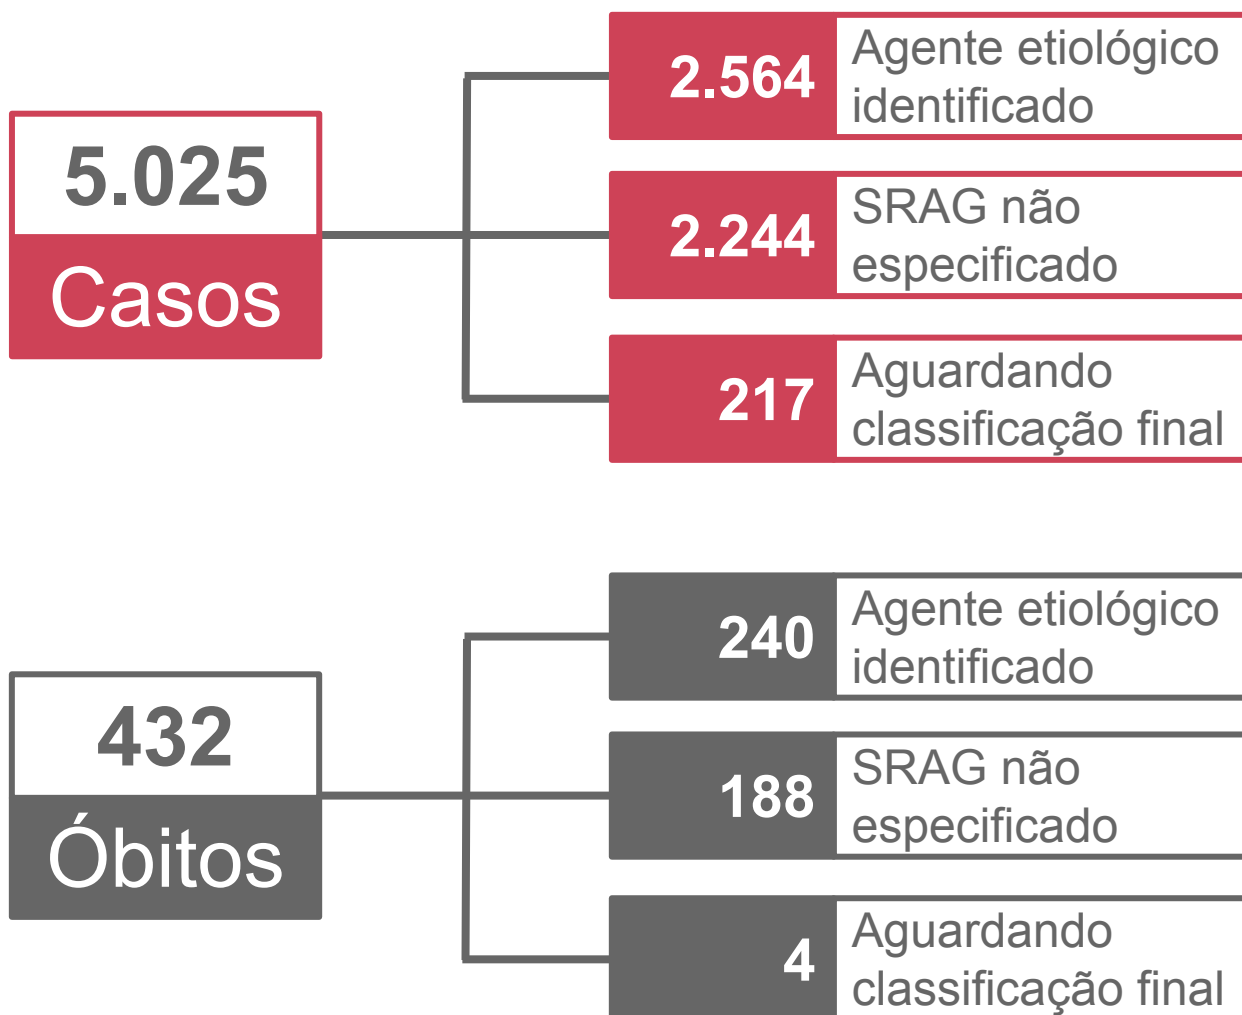 5.025
Casos
2.564
Agente etiológico
identificado
2.244
SRAG não
especificado
217
Aguardando
classificação final
432
Óbitos
240
Agente etiológico
identificado
188
SRAG não
especificado
4
Aguardando
classificação final